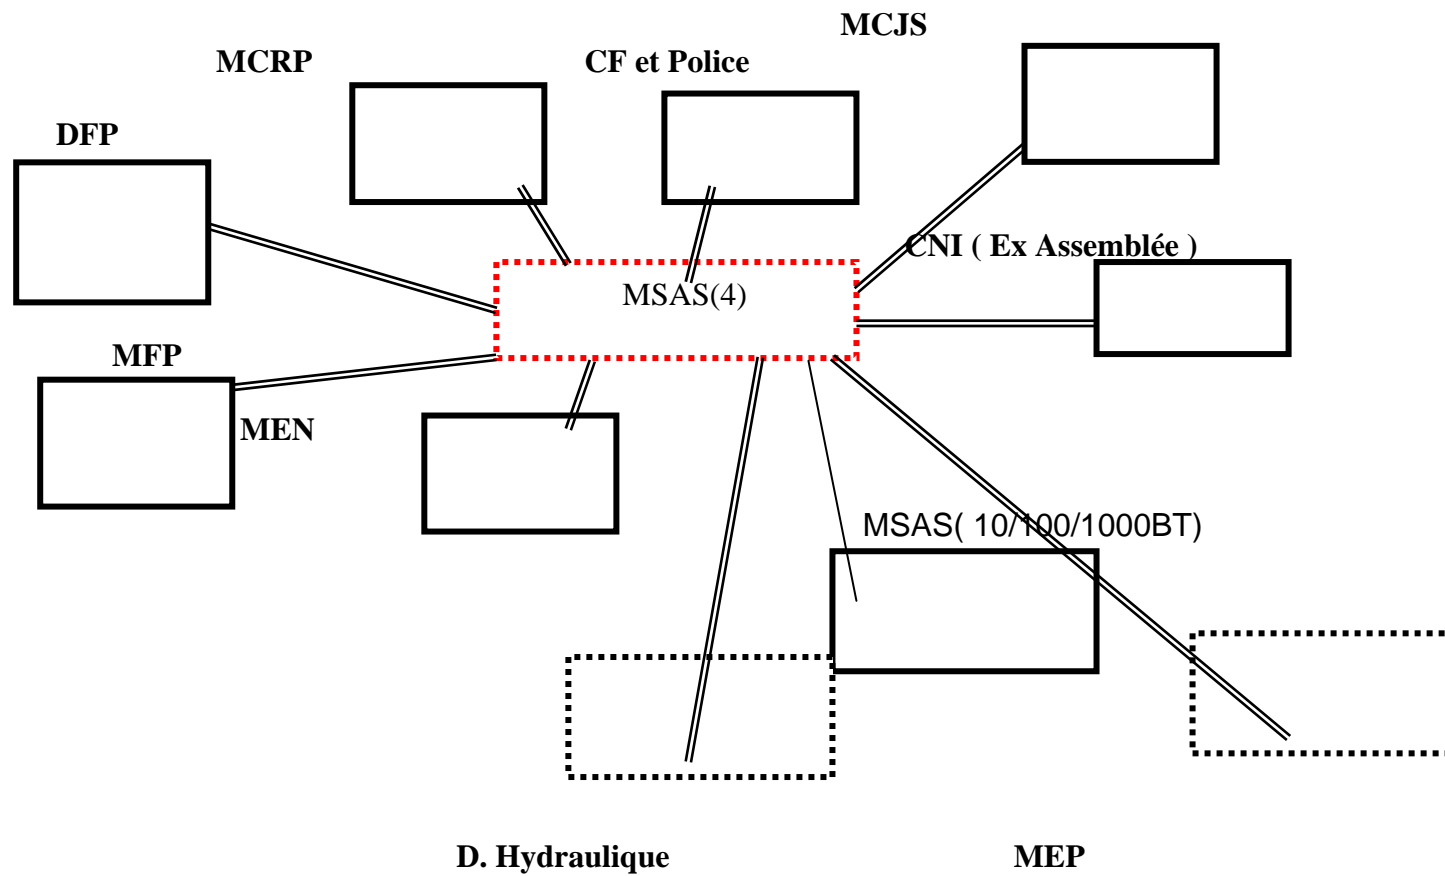 MCJS
MCRP
CF et Police
DFP
CNI ( Ex Assemblée )
MSAS(4)
MFP
MEN
MSAS( 10/100/1000BT)
D. Hydraulique
MEP